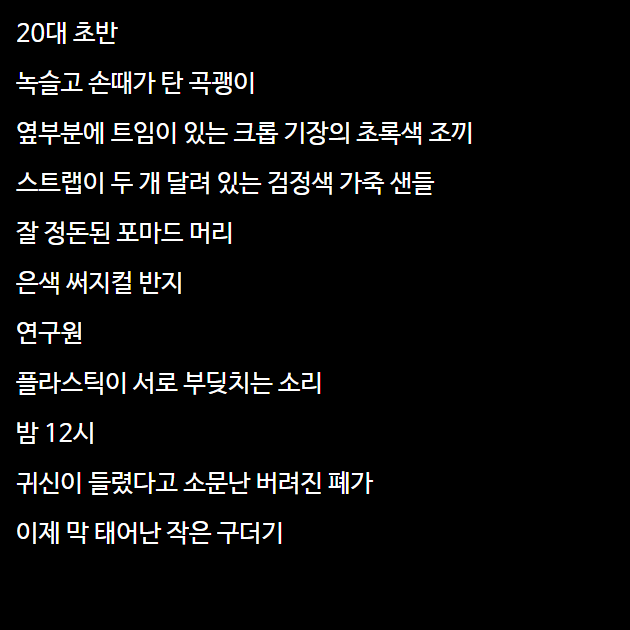 20대 초반
녹슬고 손때가 탄 곡괭이
옆부분에 트임이 있는 크롭 기장의 초록색 조끼
스트랩이 두 개 달려 있는 검정색 가죽 샌들
잘 정돈된 포마드 머리
은색 써지컬 반지
연구원
플라스틱이 서로 부딪치는 소리
밤 12시
귀신이 들렸다고 소문난 버려진 폐가
이제 막 태어난 작은 구더기